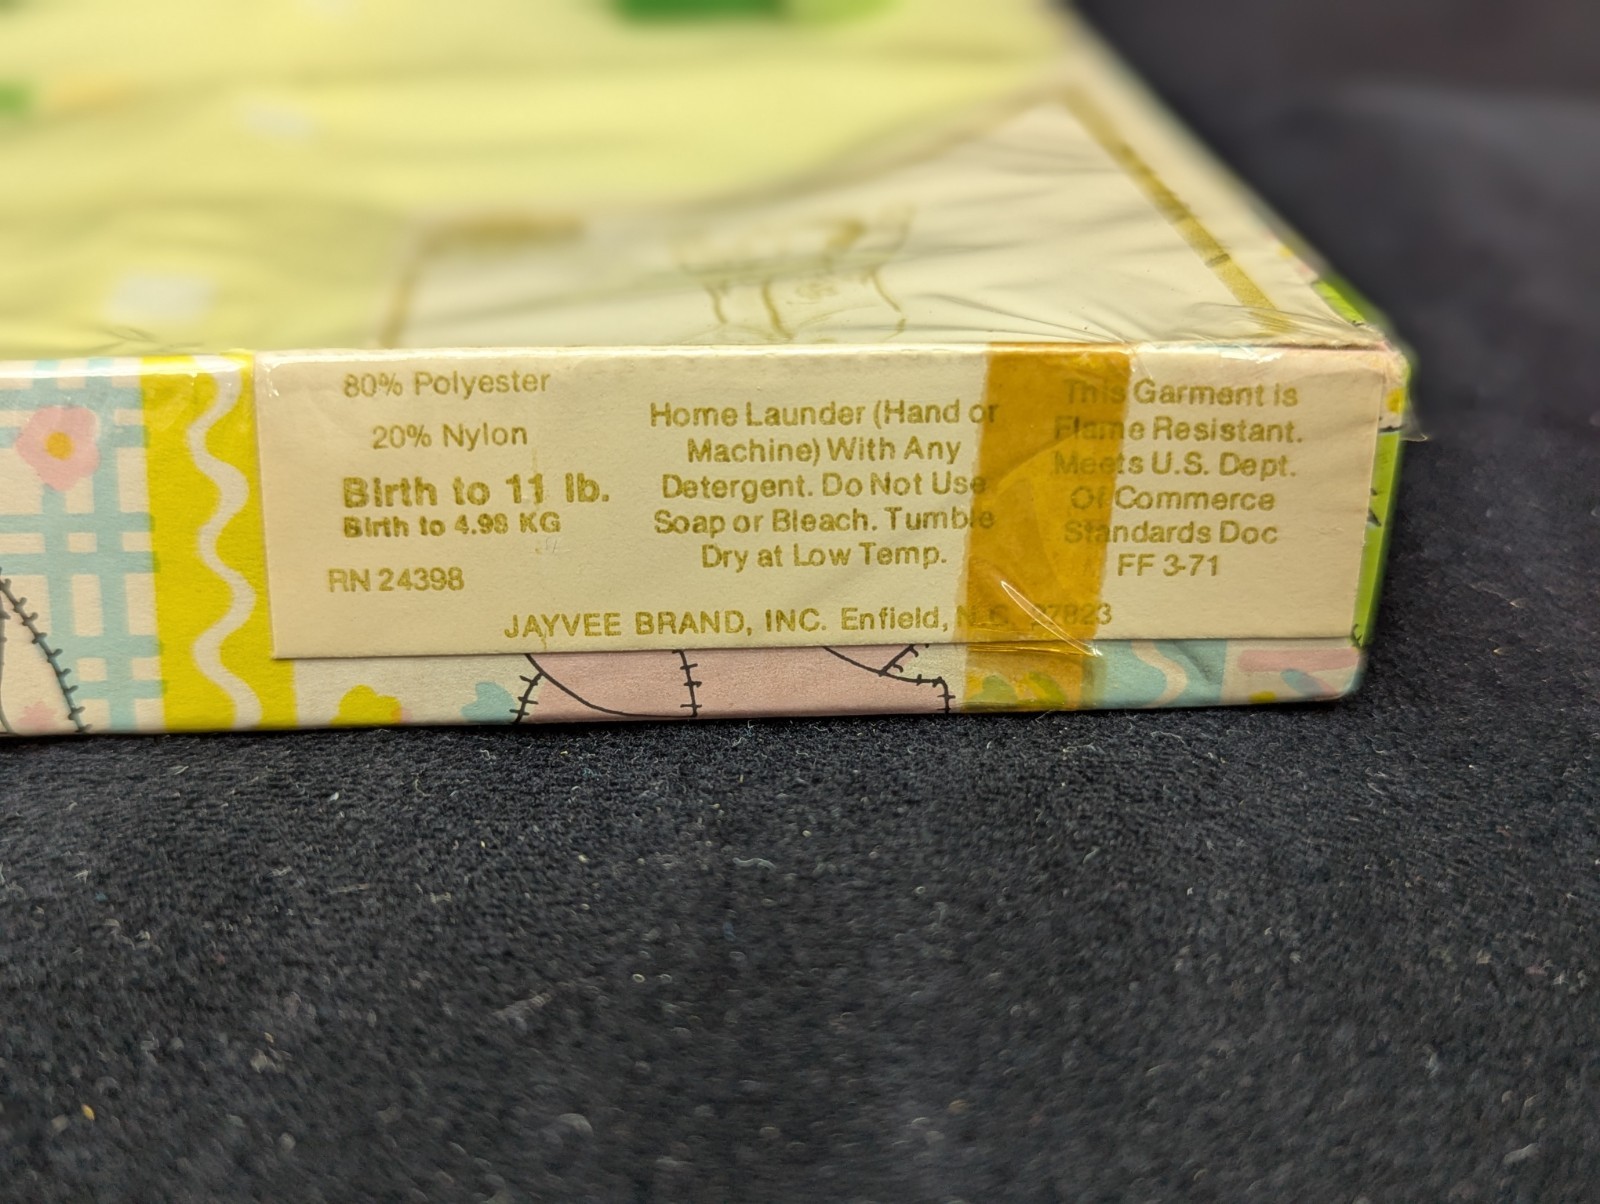 80% Polyester
20% Nylon
Birth to 11 lb.
Birth to 4.98 KG
RN 24398
Home Launder (Hand or
Machine) With Any
Detergent. Do Not Use
Soap or Bleach. Tumble
Dry at Low Temp.
This Garment is
Flame Resistant.
Meets U.S. Dept.
Of Commerce
Standards Doc
FF 3-71
JAYVEE BRAND, INC. Enfield, N.C. 27823